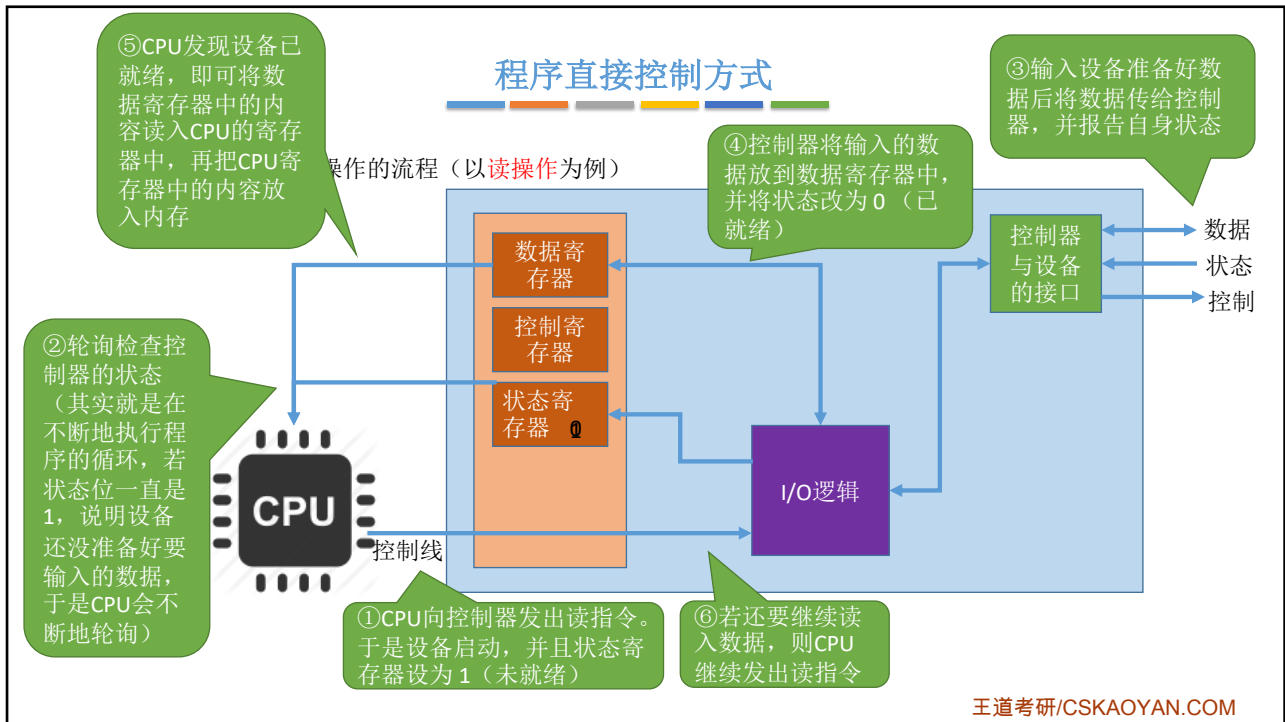 程序直接控制方式
⑤CPU发现设备已
就绪，即可将数
据寄存器中的内
容读入CPU的寄存
器中，再把CPU寄
存器中的内容放
入内存
操作的流程（以读操作为例）
③输入设备准备好数
据后将数据传给控制
器，并报告自身状态
④控制器将输入的数
据放到数据寄存器中，
并将状态改为 0 （已
就绪）
数据寄
存器
控制寄
存器
状态寄
存器
控制器
与设备
的接口
数据
状态
控制
②轮询检查控
制器的状态
（其实就是在
不断地执行程
序的循环，若
状态位一直是
1，说明设备
还没准备好要
输入的数据，
于是CPU会不
断地轮询）
CPU
I/O逻辑
控制线
①CPU向控制器发出读指令。
于是设备启动，并且状态寄
存器设为 1（未就绪）
⑥若还要继续读
入数据，则CPU
继续发出读指令
王道考研/CSKAOYAN.COM